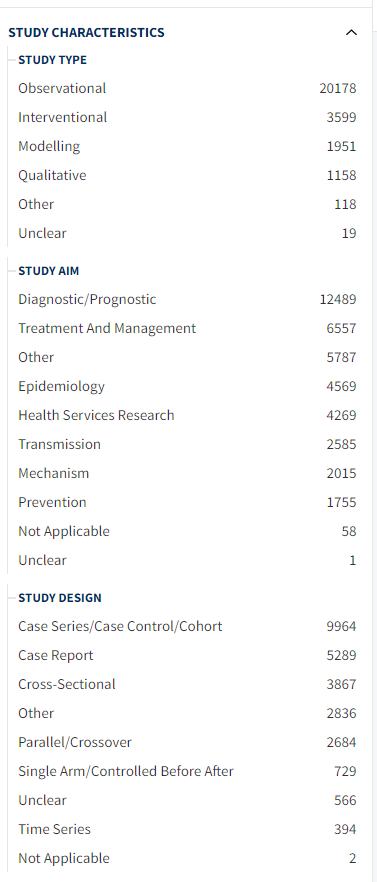 STUDY CHARACTERISTICS
STUDY TYPE
Observational 20178
Interventional 3599
Modelling 1951
Qualitative 1158
Other 118
Unclear 19
STUDY AIM
Diagnostic/Prognostic 12489
Treatment And Management 6557
Other 5787
Epidemiology 4569
Health Services Research 4269
Transmission 2585
Mechanism 2015
Prevention 1755
Not Applicable 58
Unclear 1
STUDY DESIGN
Case Series/Case Control/Cohort 9964
Case Report 5289
Cross-Sectional 3867
Other 2836
Parallel/Crossover 2684
Single Arm/Controlled Before After 729
Unclear 566
Time Series 394
Not Applicable 2